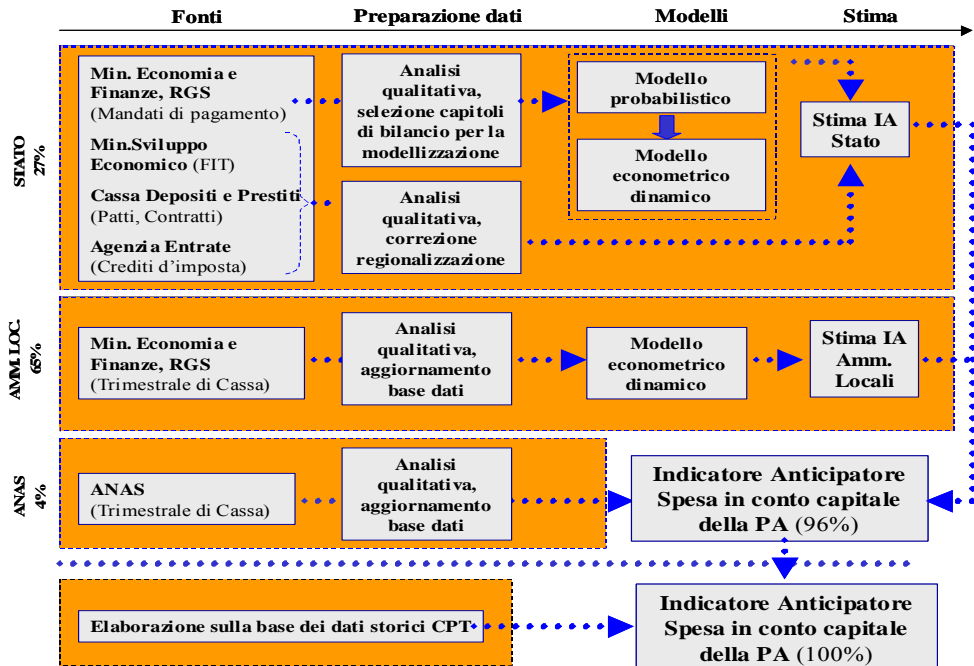 Fonti
Preparazione dati
Modelli
Stima
STATO
27%
Min. Economia e
Finanze, RGS
(Mandati di pagamento)
Min.Sviluppo
Economico (FIT)
Cassa Depositi e Prestiti
(Patti, Contratti)
Agenzia Entrate
(Crediti d’imposta)
Analisi
qualitativa,
selezione capitoli
di bilancio per la
modellizzazione
Analisi
qualitativa,
correzione
regionalizzazione
Modello
probabilistico
Modello
econometrico
dinamico
Stima IA
Stato
AMM. LOC.
65%
Min. Economia e
Finanze, RGS
(Trimestrale di Cassa)
Analisi
qualitativa,
aggiornamento
base dati
Modello
econometrico
dinamico
Stima IA
Amm.
Locali
ANAS
4%
ANAS
(Trimestrale di Cassa)
Analisi
qualitativa,
aggiornamento
base dati
Indicatore Anticipatore
Spesa in conto capitale
della PA (96%)
Elaborazione sulla base dei dati storici CPT
Indicatore Anticipatore
Spesa in conto capitale
della PA (100%)